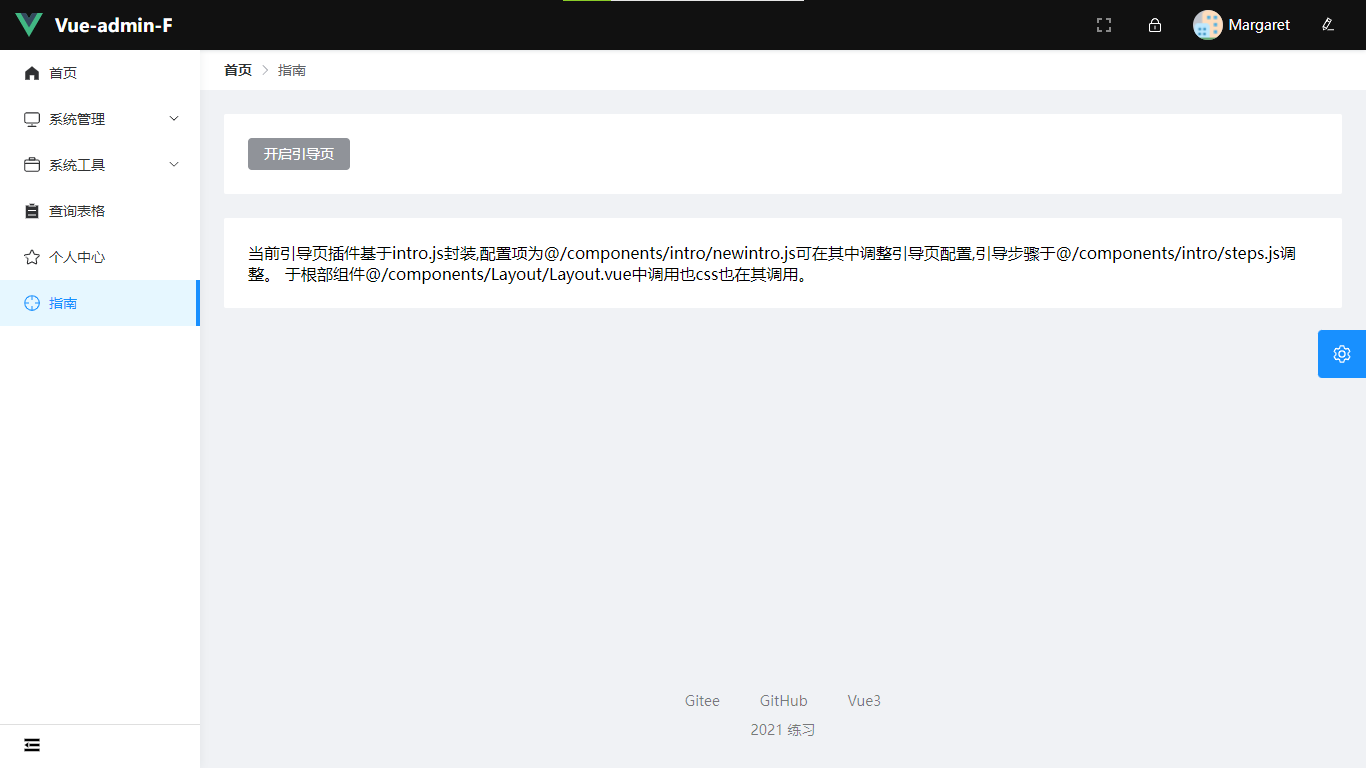 Vue-admin-F
Margaret
首页
系统管理
系统工具
查询表格
个人中心
指南
首页
指南
开启引导页
当前引导页插件基于intro.js封装,配置项为@/components/intro/newintro.js可在其中调整引导页配置,引导步骤于@/components/intro/steps.js调
整。 于根部组件@/components/Layout/Layout.vue中调用也css也在其调用。
Gitee
GitHub
Vue3
2021 练习